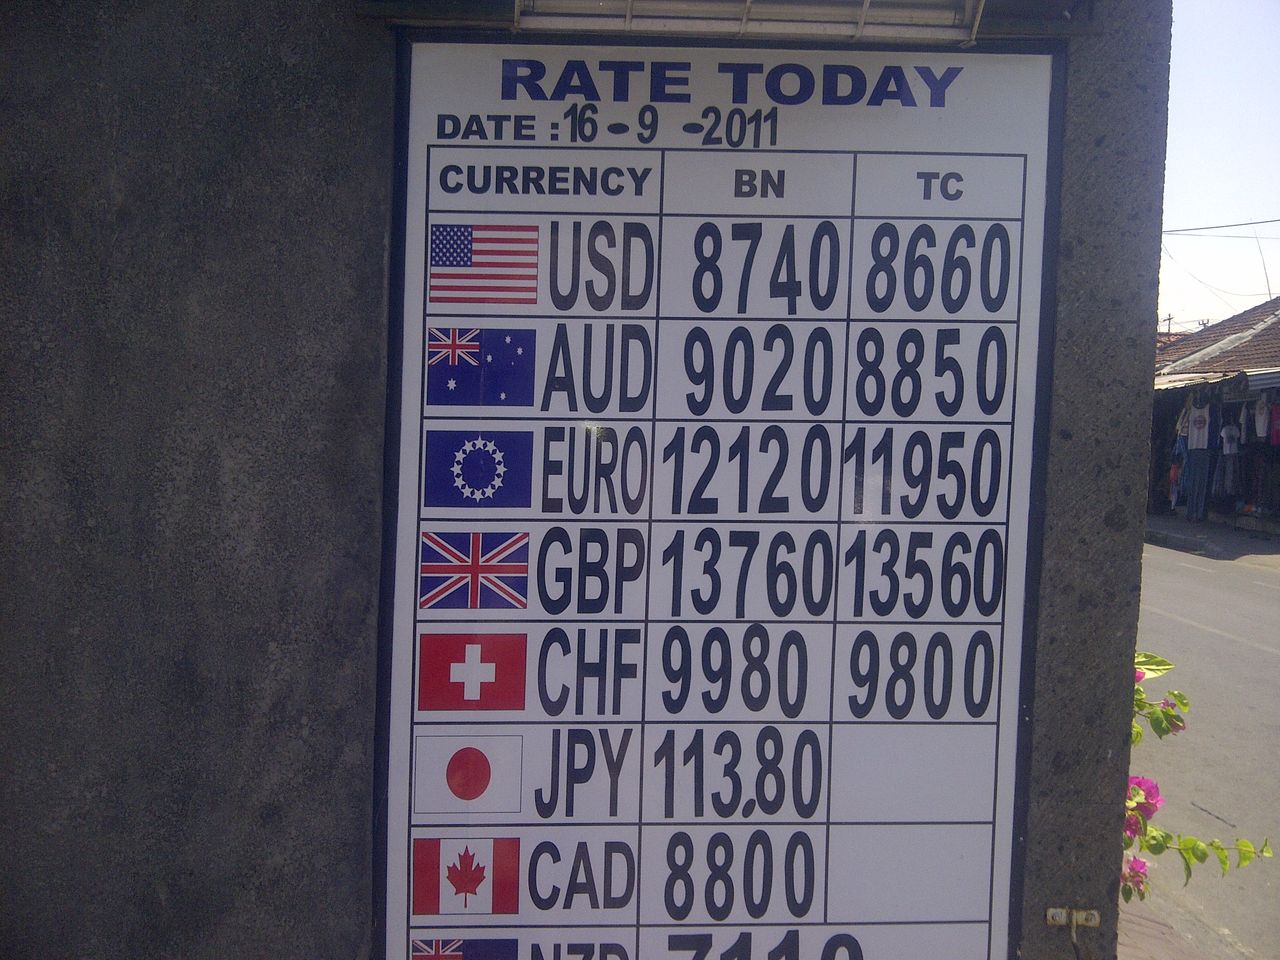 RATE TODAY
DATE : 16 - 9 - 2011
CURRENCY BN TC
USD 8740 8660
AUD 9020 8850
EURO 12120 11950
GBP 13760 13560
CHF 9980 9800
JPY 113.80
CAD 8800
NZD